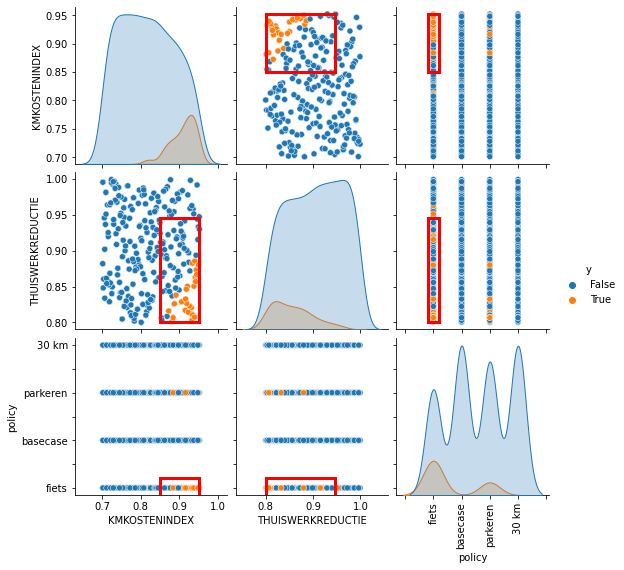 0.95
0.90
0.85
0.80
0.75
0.70
KMKOSTENINDEX
1.00
0.95
0.90
0.85
0.80
THUISWERKREDUCTIE
y
False
True
30 km
parkeren
basecase
fiets
policy
0.7 0.8 0.9 1.0
KMKOSTENINDEX
0.8 0.9 1.0
THUISWERKREDUCTIE
fiets
basecase
parkeren
30 km
policy